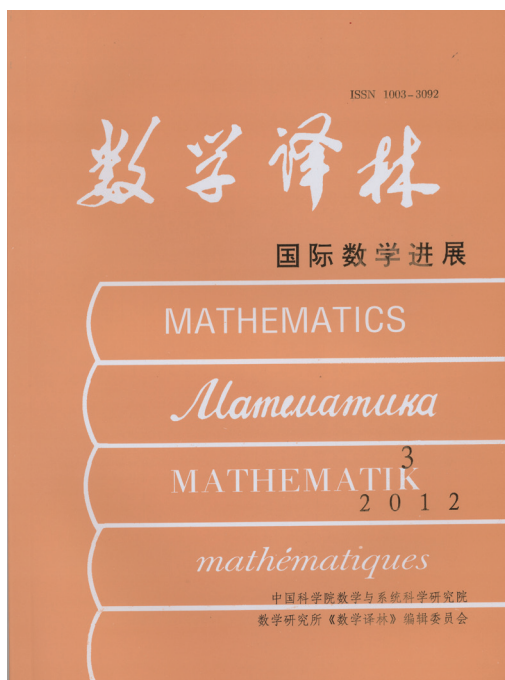 ISSN 1003-3092
数学译林
国际数学进展
MATHEMATICS
Математика
3
MATHEMATIK
2012
mathématiques
中国科学院数学与系统科学研究院
数学研究所《数学译林》编辑委员会